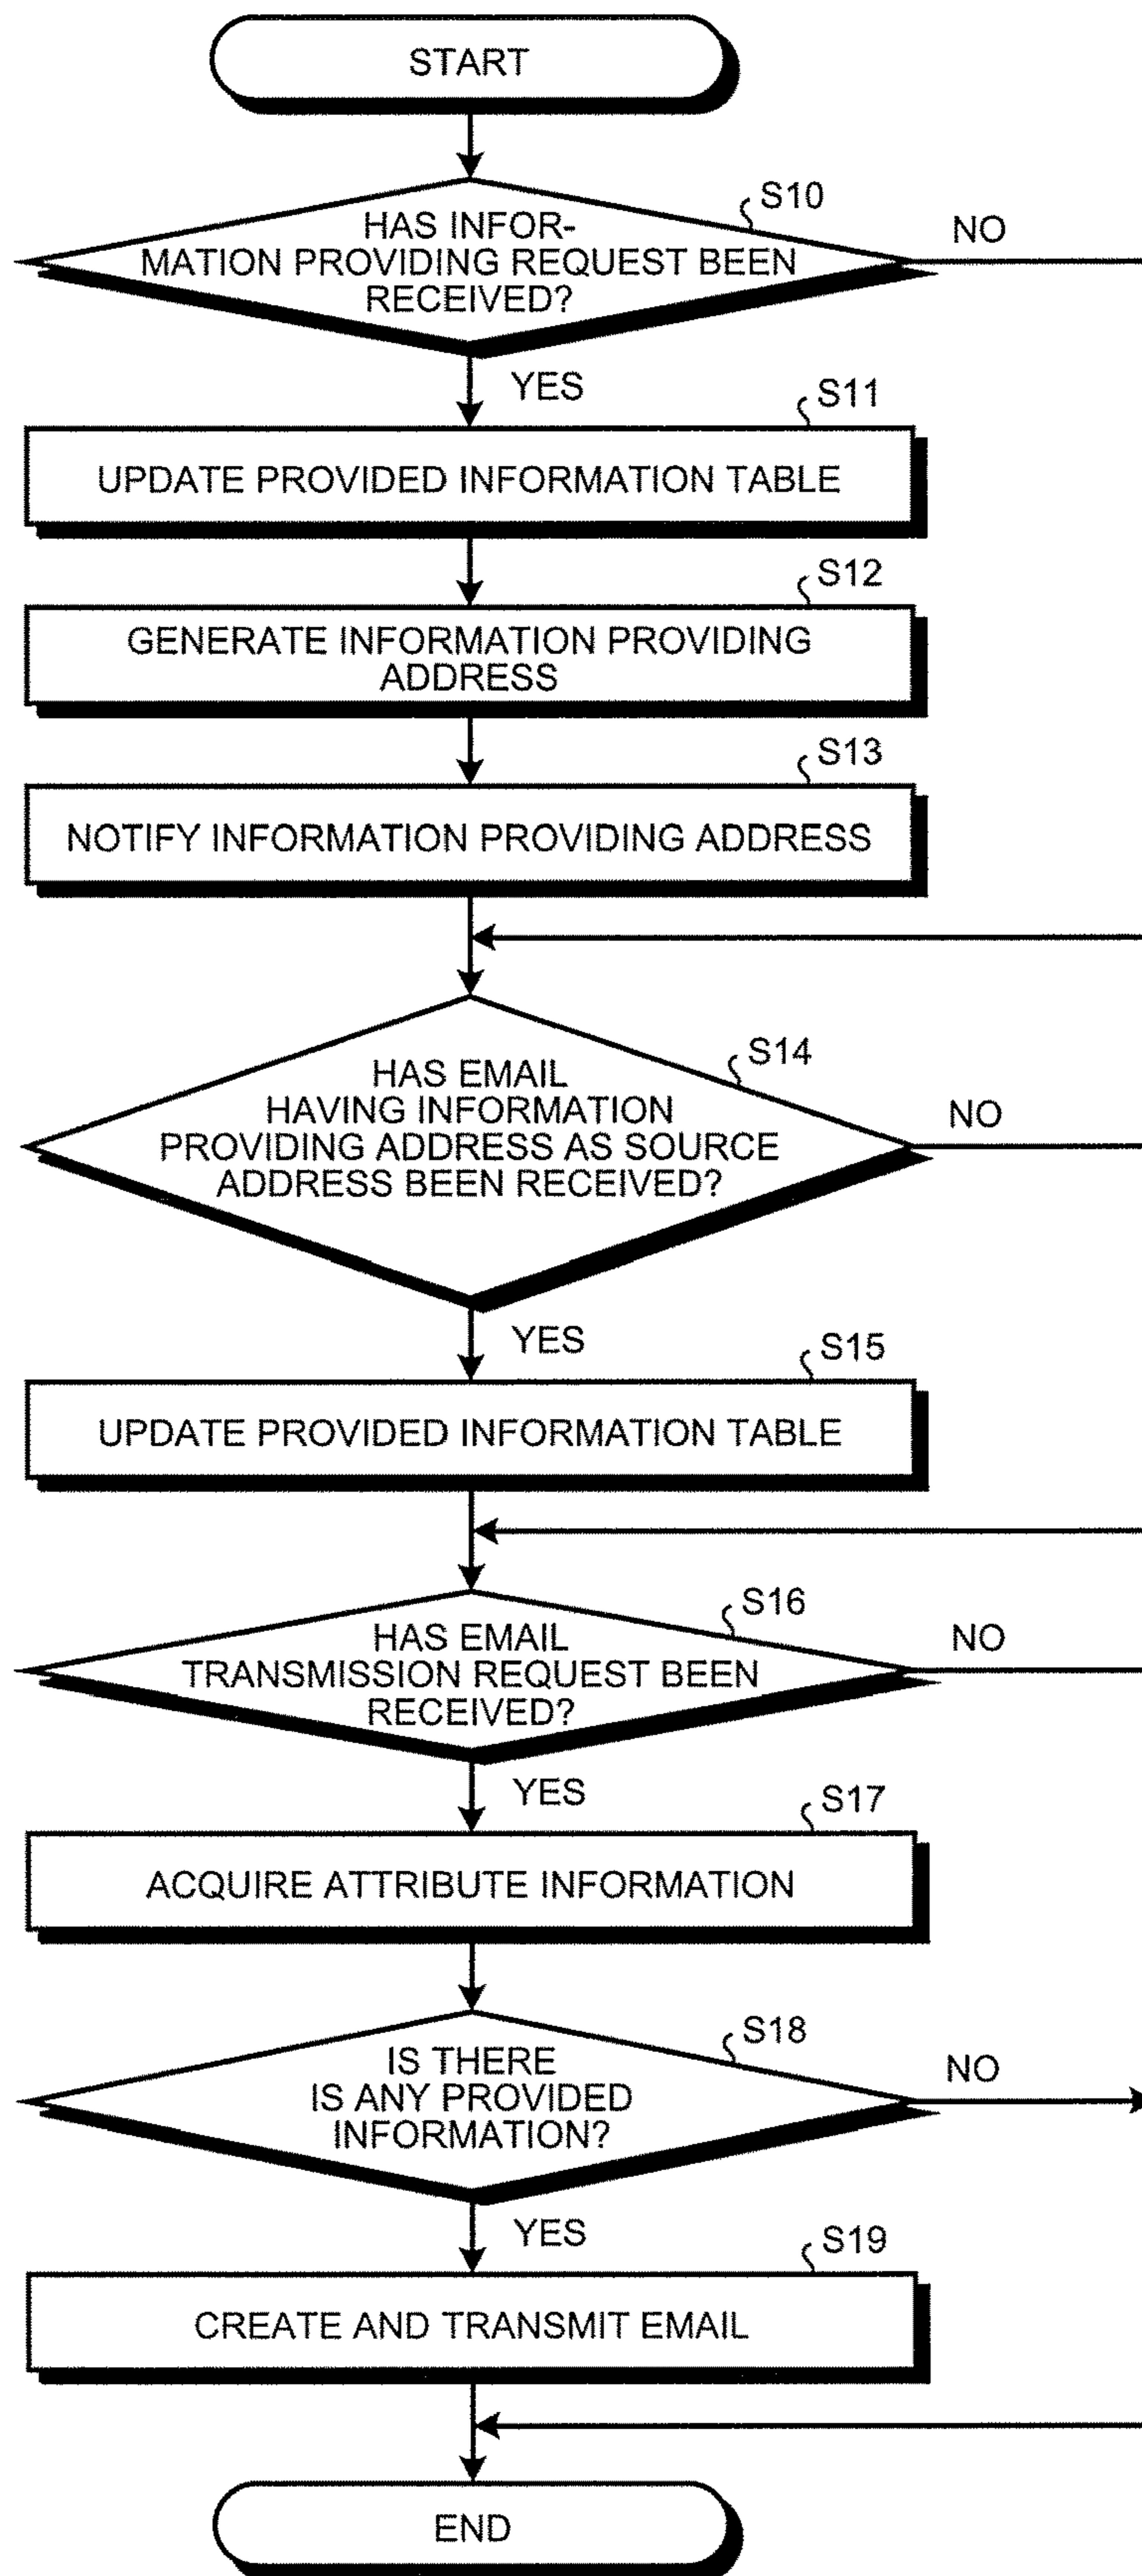 START
S10
HAS INFOR-
MATION PROVIDING REQUEST BEEN
RECEIVED?
NO
YES
S11
UPDATE PROVIDED INFORMATION TABLE
S12
GENERATE INFORMATION PROVIDING
ADDRESS
S13
NOTIFY INFORMATION PROVIDING ADDRESS
S14
HAS EMAIL
HAVING INFORMATION
PROVIDING ADDRESS AS SOURCE
ADDRESS BEEN RECEIVED?
NO
YES
S15
UPDATE PROVIDED INFORMATION TABLE
S16
HAS EMAIL
TRANSMISSION REQUEST BEEN
RECEIVED?
NO
YES
S17
ACQUIRE ATTRIBUTE INFORMATION
S18
IS THERE
IS ANY PROVIDED
INFORMATION?
NO
YES
S19
CREATE AND TRANSMIT EMAIL
END